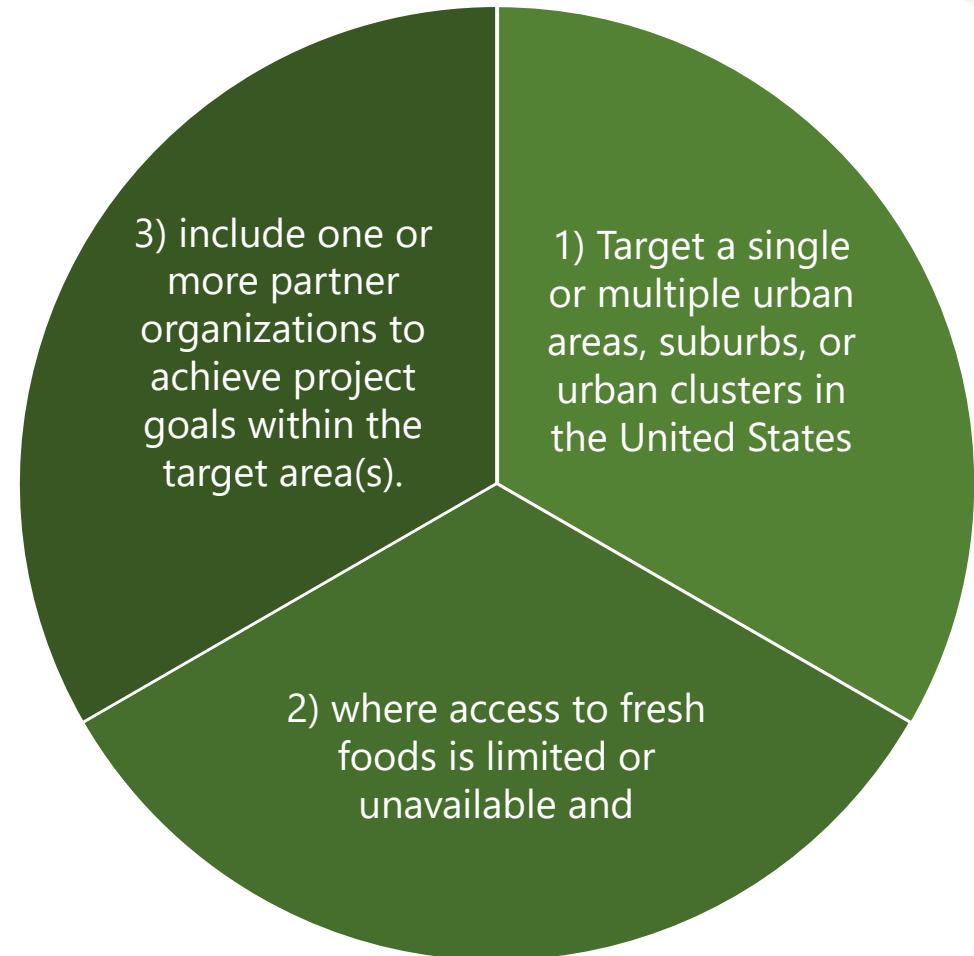 1) Target a single
or multiple urban
areas, suburbs, or
urban clusters in
the United States
2) where access to fresh
foods is limited or
unavailable and
3) include one or
more partner
organizations to
achieve project
goals within the
target area(s).